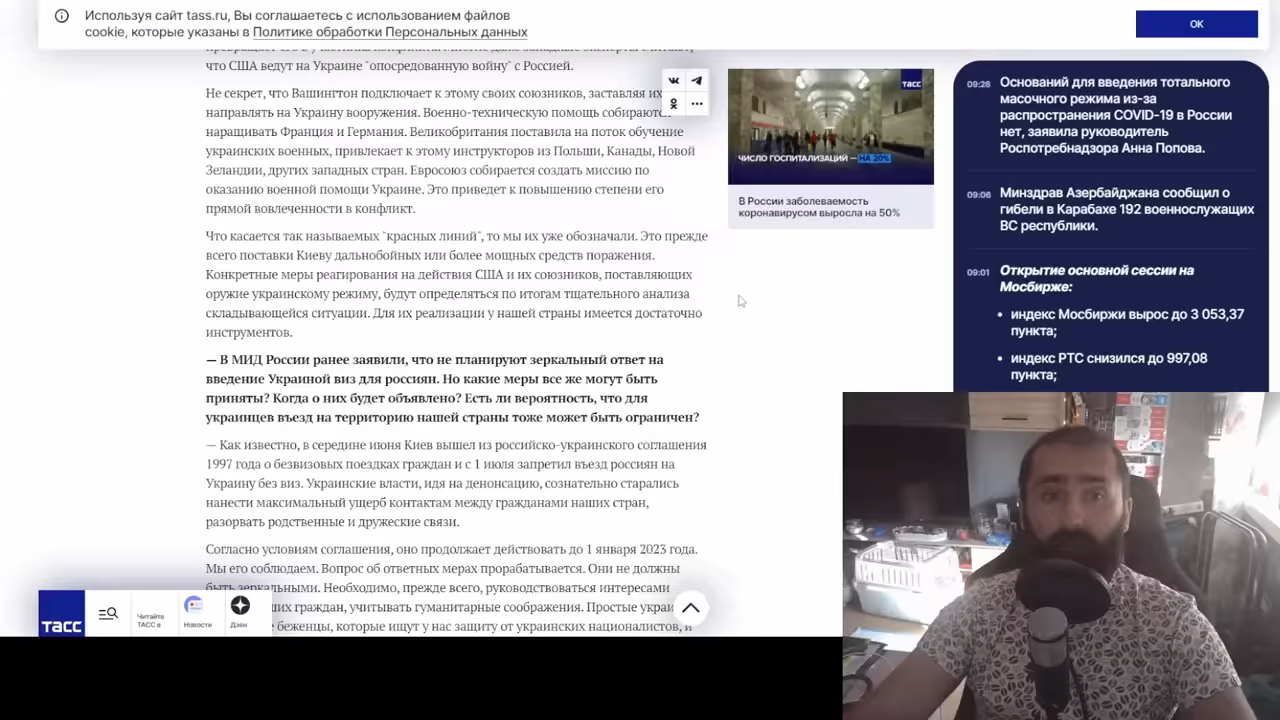 Используя сайт tass.ru, Вы соглашаетесь с использованием файлов
cookie, которые указаны в Политике обработки Персональных данных
ОК
что США ведут на Украине "опосредованную войну" с Россией.
Не секрет, что Вашингтон подключает к этому своих союзников, заставляя их
направлять на Украину вооружения. Военно-техническую помощь собираются
наращивать Франция и Германия. Великобритания поставила на поток обучение
украинских военных, привлекает к этому инструкторов из Польши, Канады, Новой
Зеландии, других западных стран. Евросоюз собирается создать миссию по
оказанию военной помощи Украине. Это приведет к повышению степени его
прямой вовлеченности в конфликт.
Что касается так называемых "красных линий", то мы их уже обозначали. Это прежде
всего поставки Киеву дальнобойных или более мощных средств поражения.
Конкретные меры реагирования на действия США и их союзников, поставляющих
оружие украинскому режиму, будут определяться по итогам тщательного анализа
складывающейся ситуации. Для их реализации у нашей страны имеется достаточно
инструментов.
— В МИД России ранее заявили, что не планируют зеркальный ответ на
введение Украиной виз для россиян. Но какие меры все же могут быть
приняты? Когда о них будет объявлено? Есть ли вероятность, что для
украинцев въезд на территорию нашей страны тоже может быть ограничен?
— Как известно, в середине июня Киев вышел из российско-украинского соглашения
1997 года о безвизовых поездках граждан и с 1 июля запретил въезд россиян на
Украину без виз. Украинские власти, идя на денонсацию, сознательно старались
нанести максимальный ущерб контактам между гражданами наших стран,
разорвать родственные и дружеские связи.
Согласно условиям соглашения, оно продолжает действовать до 1 января 2023 года.
Мы его соблюдаем. Вопрос об ответных мерах прорабатывается. Они не должны
быть зеркальными. Необходимо, прежде всего, руководствоваться интересами
их граждан, учитывать гуманитарные соображения. Простые
беженцы, которые ищут у нас защиту от украинских националистов, и
ТАСС
Читайте
ТАСС в
Новости
Дзен
ТАСС
ЧИСЛО ГОСПИТАЛИЗАЦИЙ — НА 20%
В России заболеваемость
коронавирусом выросла на 50%
09:28
Оснований для введения тотального
масочного режима из-за
распространения COVID-19 в России
нет, заявила руководитель
Роспотребнадзора Анна Попова.
09:06
Минздрав Азербайджана сообщил о
гибели в Карабахе 192 военнослужащих
ВС республики.
09:01
Открытие основной сессии на
Мосбирже:
• индекс Мосбиржи вырос до 3 053,37
пункта;
• индекс РТС снизился до 997,08
пункта;